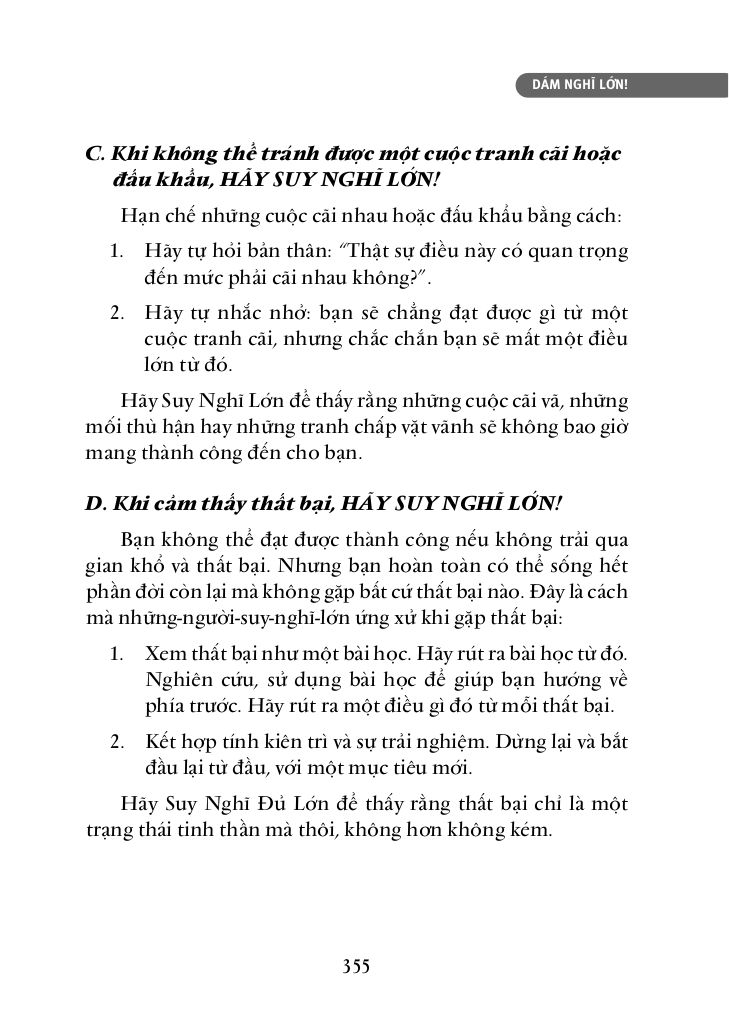 DÁM NGHĨ LỚN!
C. Khi không thể tránh được một cuộc tranh cãi hoặc
đấu khẩu, HÃY SUY NGHĨ LỚN!
Hạn chế những cuộc cãi nhau hoặc đấu khẩu bằng cách:
1. Hãy tự hỏi bản thân: “Thật sự điều này có quan trọng
đến mức phải cãi nhau không?”.
2. Hãy tự nhắc nhở: bạn sẽ chẳng đạt được gì từ một
cuộc tranh cãi, nhưng chắc chắn bạn sẽ mất một điều
lớn từ đó.
Hãy Suy Nghĩ Lớn để thấy rằng những cuộc cãi vã, những
mối thù hận hay những tranh chấp vặt vãnh sẽ không bao giờ
mang thành công đến cho bạn.
D. Khi cảm thấy thất bại, HÃY SUY NGHĨ LỚN!
Bạn không thể đạt được thành công nếu không trải qua
gian khổ và thất bại. Nhưng bạn hoàn toàn có thể sống hết
phần đời còn lại mà không gặp bất cứ thất bại nào. Đây là cách
mà những-người-suy-nghĩ-lớn ứng xử khi gặp thất bại:
1. Xem thất bại như một bài học. Hãy rút ra bài học từ đó.
Nghiên cứu, sử dụng bài học để giúp bạn hướng về
phía trước. Hãy rút ra một điều gì đó từ mỗi thất bại.
2. Kết hợp tính kiên trì và sự trải nghiệm. Dừng lại và bắt
đầu lại từ đầu, với một mục tiêu mới.
Hãy Suy Nghĩ Đủ Lớn để thấy rằng thất bại chỉ là một
trạng thái tinh thần mà thôi, không hơn không kém.
355